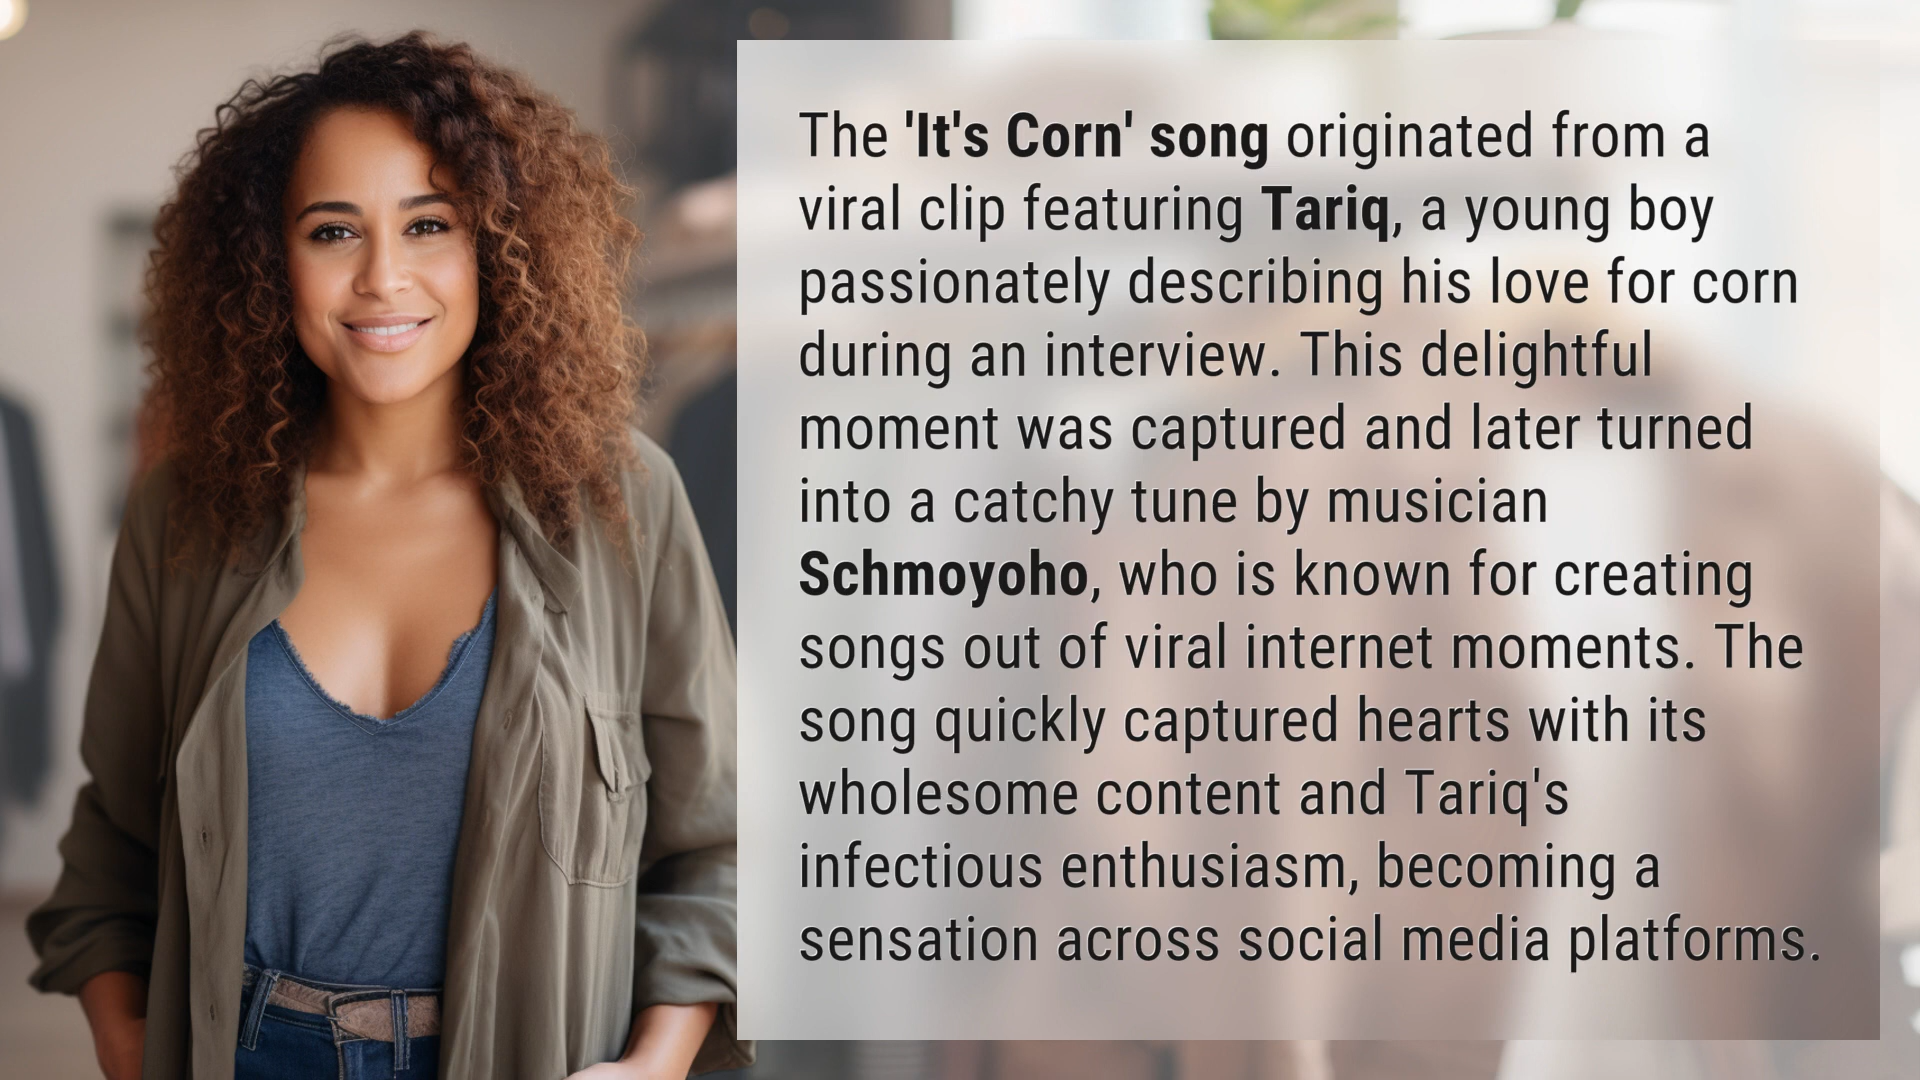 The 'It's Corn' song originated from a
viral clip featuring Tariq, a young boy
passionately describing his love for corn
during an interview. This delightful
moment was captured and later turned
into a catchy tune by musician
Schmoyoho, who is known for creating
songs out of viral internet moments. The
song quickly captured hearts with its
wholesome content and Tariq's
infectious enthusiasm, becoming a
sensation across social media platforms.